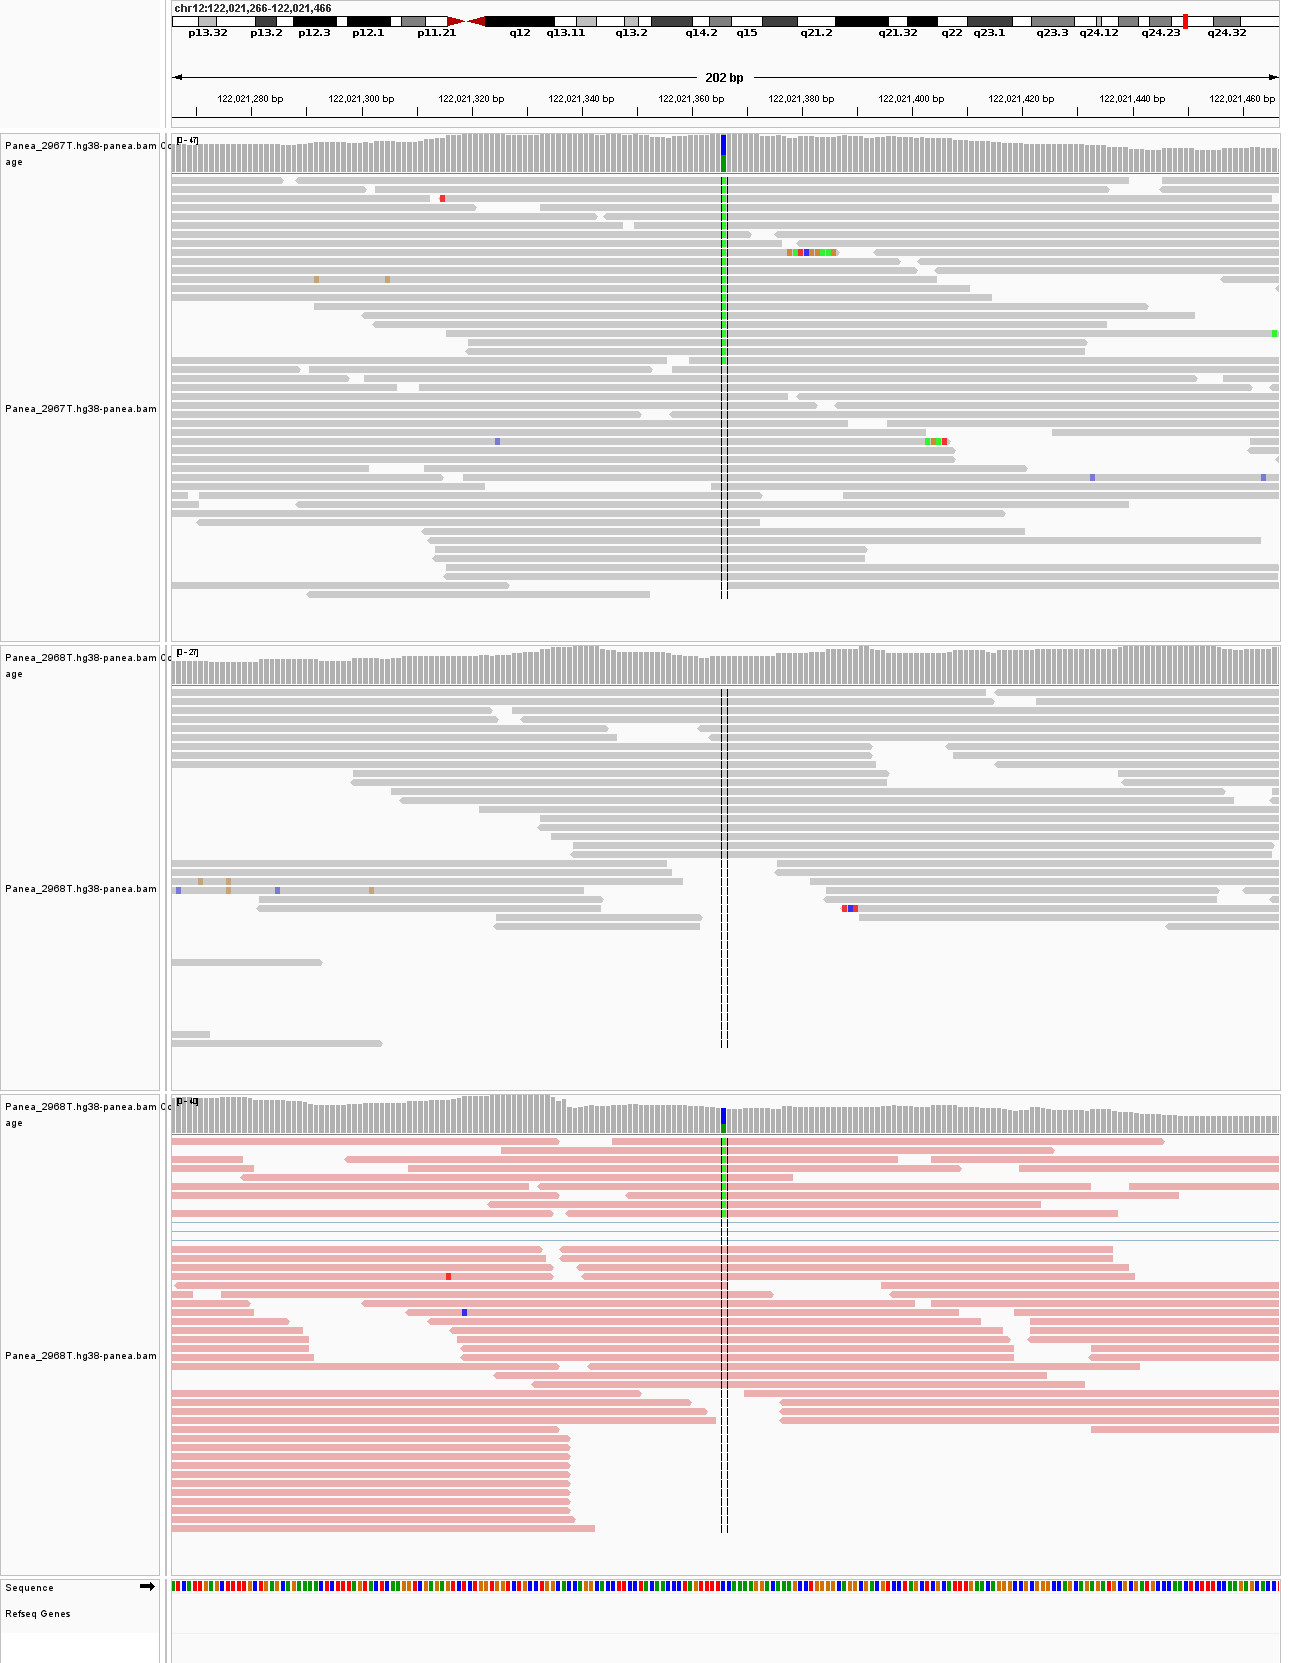 chr12:122,021,266-122,021,466
p13.32 p13.2 p12.3 p12.1 p11.21 q12 q13.11 q13.2 q14.2 q15 q21.2 q21.32 q22 q23.1 q23.3 q24.12 q24.23 q24.32
202 bp
122,021,280 bp 122,021,300 bp 122,021,320 bp 122,021,340 bp 122,021,360 bp 122,021,380 bp 122,021,400 bp 122,021,420 bp 122,021,440 bp 122,021,460 bp
Panea_2967T.hg38-panea.bam Co
age
[0 - 47]
Panea_2967T.hg38-panea.bam
Panea_2968T.hg38-panea.bam Co
age
[0 - 27]
Panea_2968T.hg38-panea.bam
Panea_2968T.hg38-panea.bam Co
age
Panea_2968T.hg38-panea.bam
Sequence
Refseq Genes